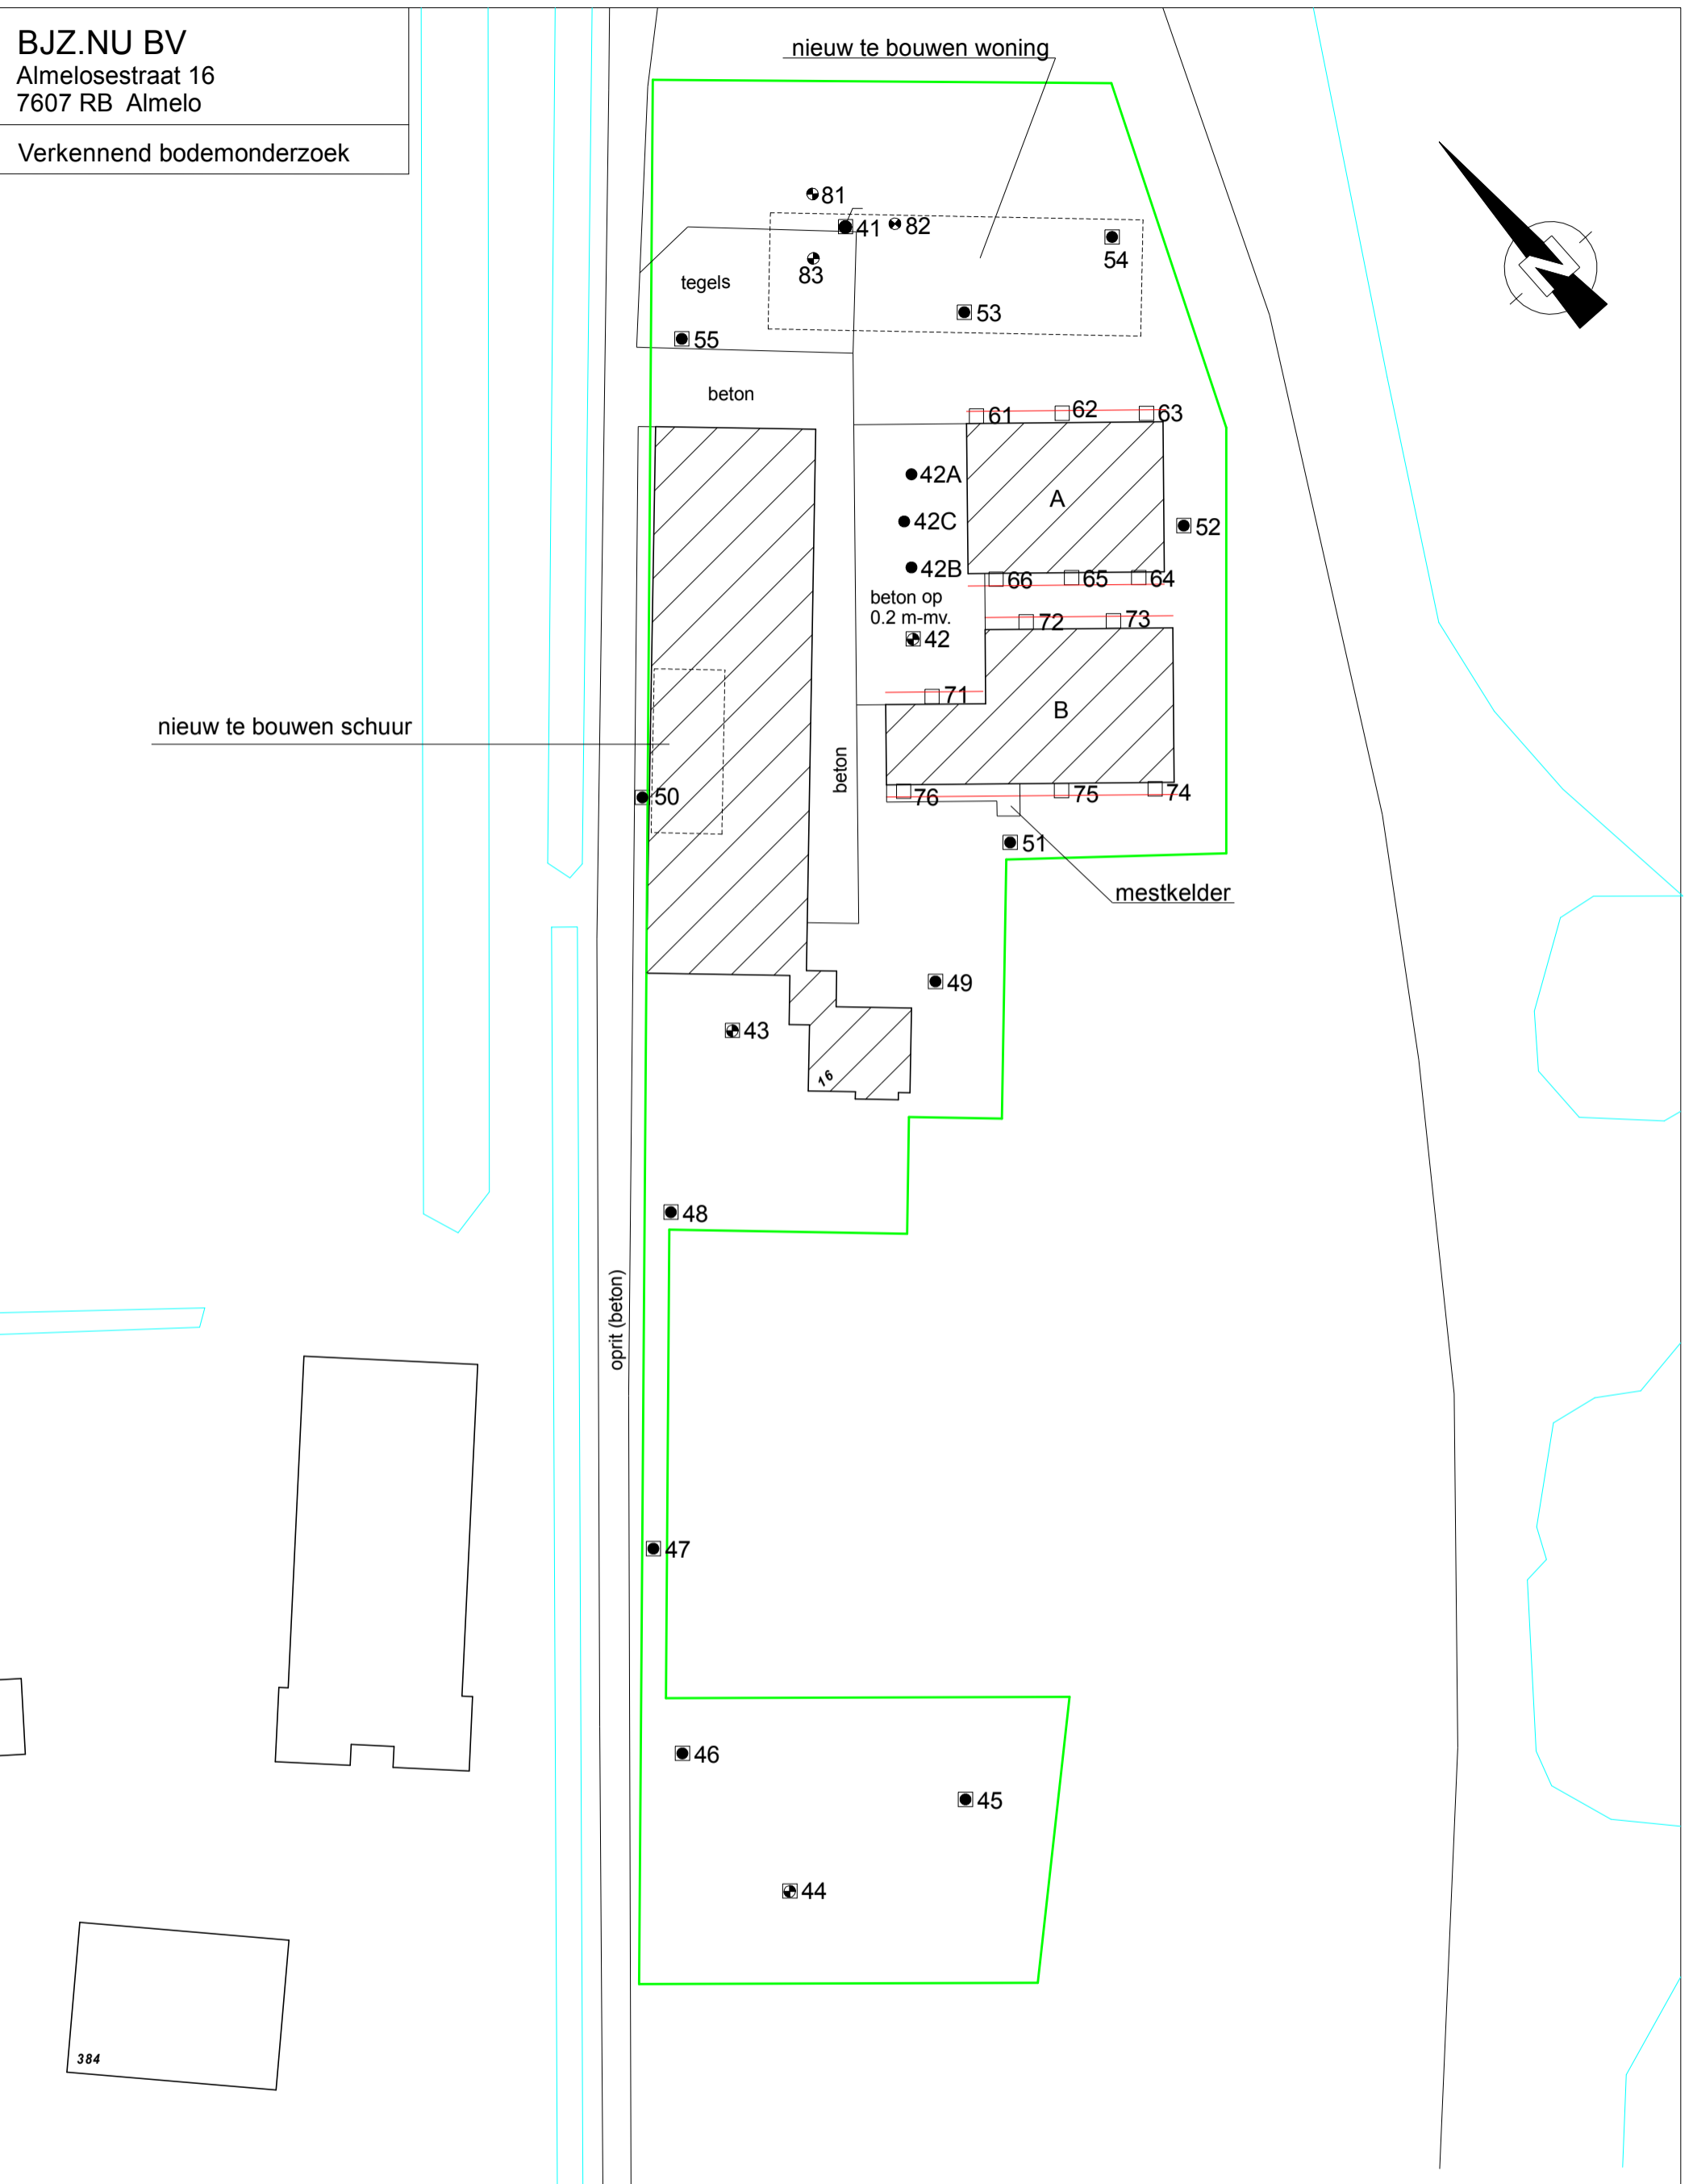 BJZ.NU BV
Almelosestraat 16
7607 RB  Almelo
Verkennend bodemonderzoek
nieuw te bouwen woning
81
41
82
83
54
tegels
53
55
beton
61
62
63
42A
A
42C
52
42B
66
65
64
beton op
0.2 m-mv.
72
73
42
71
B
nieuw te bouwen schuur
beton
50
76
75
74
51
mestkelder
49
43
16
48
oprit (beton)
47
46
45
44
384
N